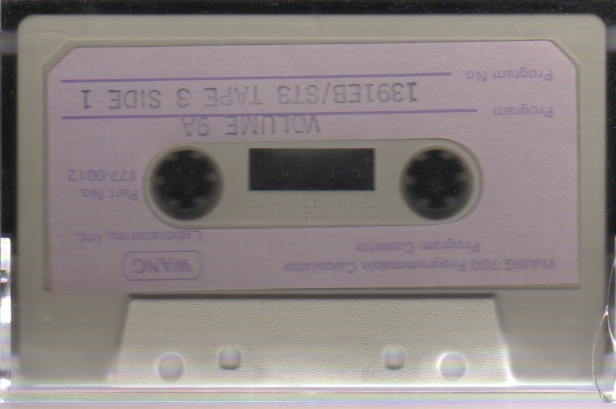 WANG 700 Programmable Calculator
Program Cassette
WANG
Laboratories, Inc.
Part No.
177-0012
Program
VOLUME 9A
Program No.
1391EB/ST3 TAPE 3 SIDE 1